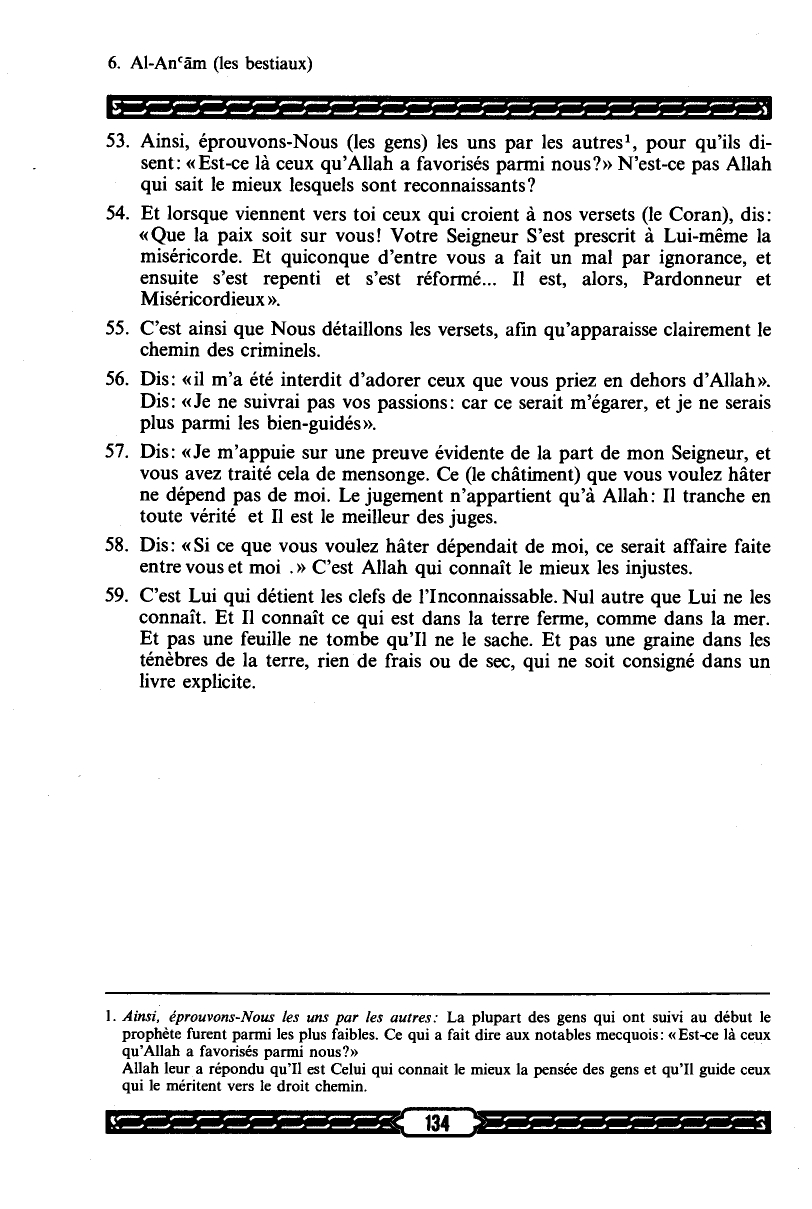 6. Al-Anʿām (les bestiaux)
53. Ainsi, éprouvons-Nous (les gens) les uns par les autres¹, pour qu'ils di-
sent: «Est-ce là ceux qu'Allah a favorisés parmi nous?» N'est-ce pas Allah
qui sait le mieux lesquels sont reconnaissants?
54. Et lorsque viennent vers toi ceux qui croient à nos versets (le Coran), dis:
«Que la paix soit sur vous! Votre Seigneur S'est prescrit à Lui-même la
miséricorde. Et quiconque d'entre vous a fait un mal par ignorance, et
ensuite s'est repenti et s'est réformé... Il est, alors, Pardonneur et
Miséricordieux».
55. C'est ainsi que Nous détaillons les versets, afin qu'apparaisse clairement le
chemin des criminels.
56. Dis: «il m'a été interdit d'adorer ceux que vous priez en dehors d'Allah».
Dis: «Je ne suivrai pas vos passions: car ce serait m'égarer, et je ne serais
plus parmi les bien-guidés».
57. Dis: «Je m'appuie sur une preuve évidente de la part de mon Seigneur, et
vous avez traité cela de mensonge. Ce (le châtiment) que vous voulez hâter
ne dépend pas de moi. Le jugement n'appartient qu'à Allah: Il tranche en
toute vérité et Il est le meilleur des juges.
58. Dis: «Si ce que vous voulez hâter dépendait de moi, ce serait affaire faite
entre vous et moi .» C'est Allah qui connaît le mieux les injustes.
59. C'est Lui qui détient les clefs de l'Inconnaissable. Nul autre que Lui ne les
connaît. Et Il connaît ce qui est dans la terre ferme, comme dans la mer.
Et pas une feuille ne tombe qu'Il ne le sache. Et pas une graine dans les
ténèbres de la terre, rien de frais ou de sec, qui ne soit consigné dans un
livre explicite.
1. Ainsi, éprouvons-Nous les uns par les autres: La plupart des gens qui ont suivi au début le
prophète furent parmi les plus faibles. Ce qui a fait dire aux notables mecquois: «Est-ce là ceux
qu'Allah a favorisés parmi nous?»
Allah leur a répondu qu'Il est Celui qui connait le mieux la pensée des gens et qu'Il guide ceux
qui le méritent vers le droit chemin.
134